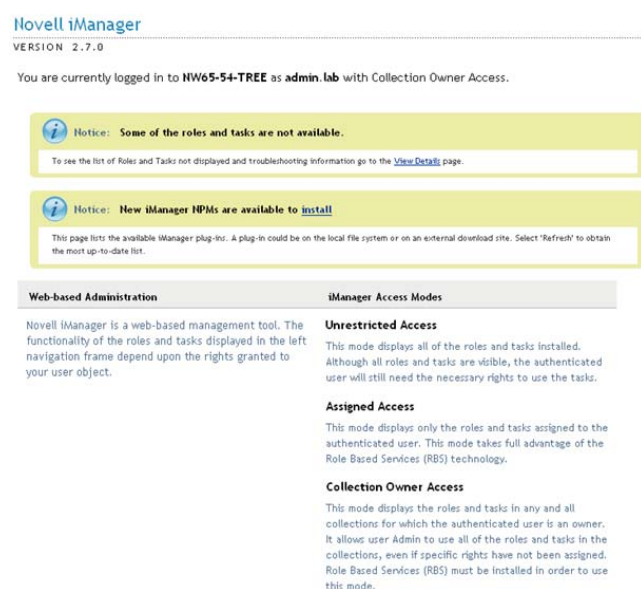 Novell iManager
VERSION 2.7.0
You are currently logged in to NW65-54-TREE as admin.lab with Collection Owner Access.
Notice: Some of the roles and tasks are not available.
To see the list of Roles and Tasks not displayed and troubleshooting information go to the View Details page.
Notice: New iManager NPMs are available to install
This page lists the available iManager plug-ins. A plug-in could be on the local file system or on an external download site. Select 'Refresh' to obtain
the most up-to-date list.
Web-based Administration
Novell iManager is a web-based management tool. The
functionality of the roles and tasks displayed in the left
navigation frame depend upon the rights granted to
your user object.
iManager Access Modes
Unrestricted Access
This mode displays all of the roles and tasks installed.
Although all roles and tasks are visible, the authenticated
user will still need the necessary rights to use the tasks.
Assigned Access
This mode displays only the roles and tasks assigned to the
authenticated user. This mode takes full advantage of the
Role Based Services (RBS) technology.
Collection Owner Access
This mode displays the roles and tasks in any and all
collections for which the authenticated user is an owner.
It allows user Admin to use all of the roles and tasks in the
collections, even if specific rights have not been assigned.
Role Based Services (RBS) must be installed in order to use
this mode.